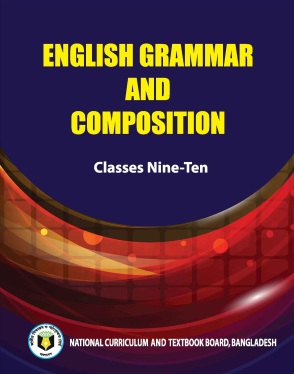 ENGLISH GRAMMAR
AND
COMPOSITION
Classes Nine-Ten
NATIONAL CURRICULUM AND TEXTBOOK BOARD, BANGLADESH